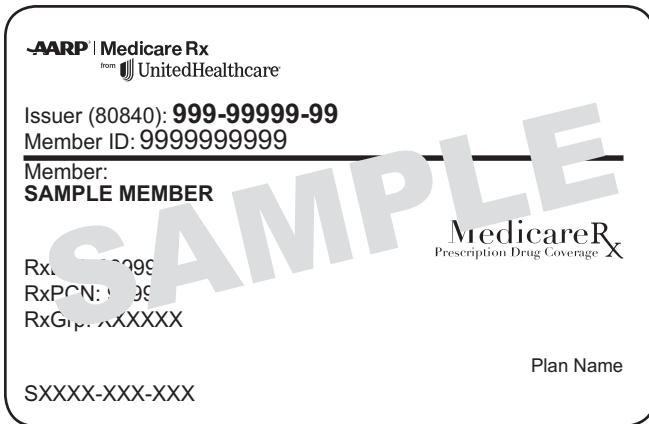 AARP | Medicare Rx
from UnitedHealthcare
Issuer (80840): 999-99999-99
Member ID: 9999999999
Member:
SAMPLE MEMBER
SAMPLE
MedicareRx
Prescription Drug Coverage
RxPCN:
RxGrp: XXXXXX
Plan Name
SXXXX-XXX-XXX